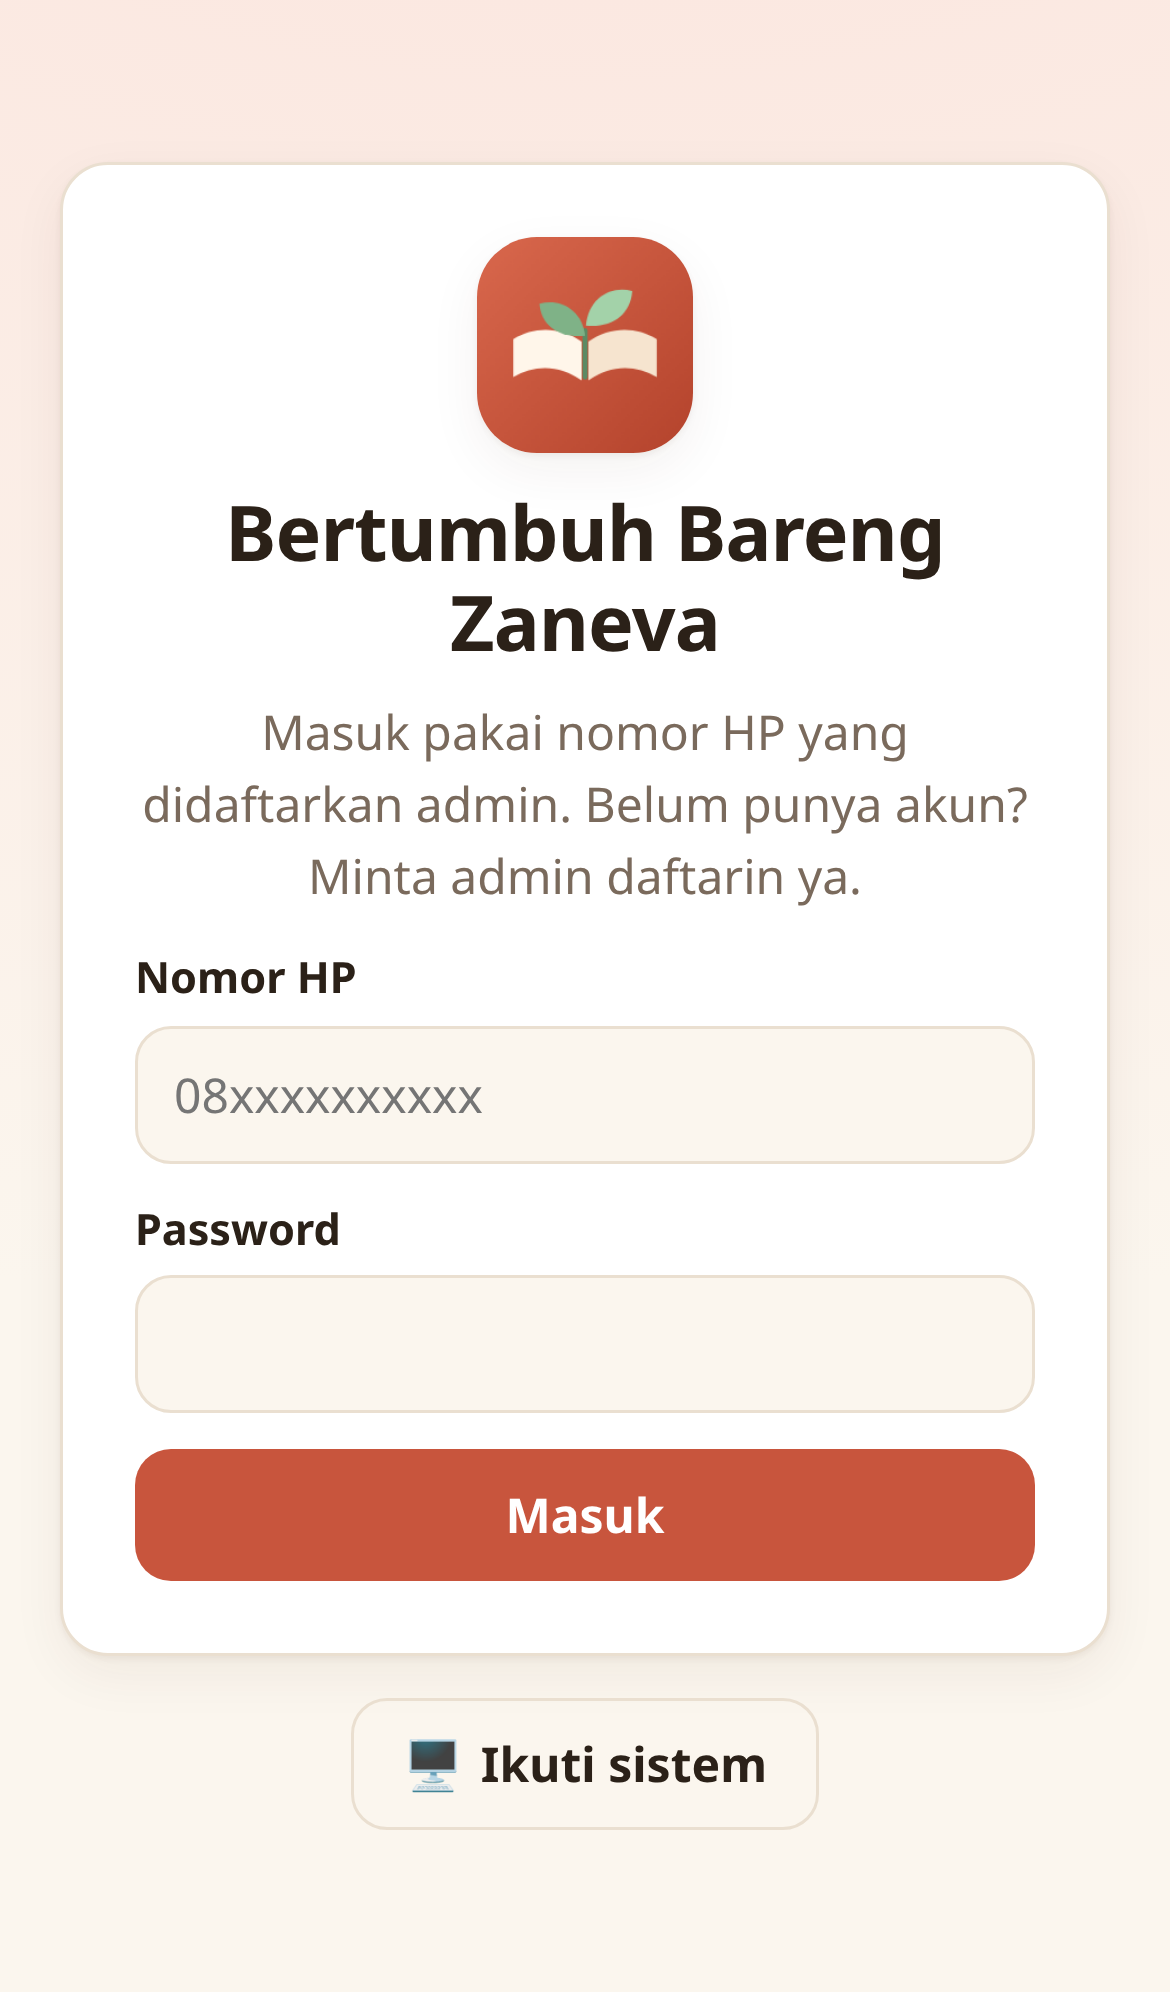 Bertumbuh Bareng
Zaneva
Masuk pakai nomor HP yang
didaftarkan admin. Belum punya akun?
Minta admin daftarin ya.
Nomor HP
08xxxxxxxxxx
Password
Masuk
Ikuti sistem